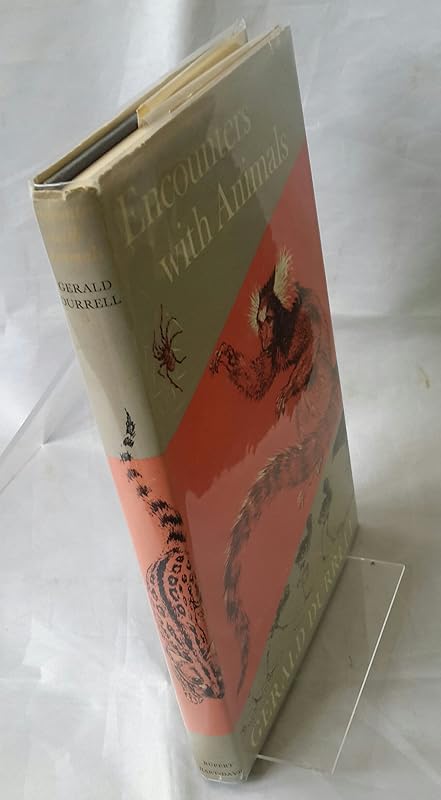 Encounters
with Animals
GERALD DURRELL
GERALD
DURRELL
RUPERT
HART-DAVIS